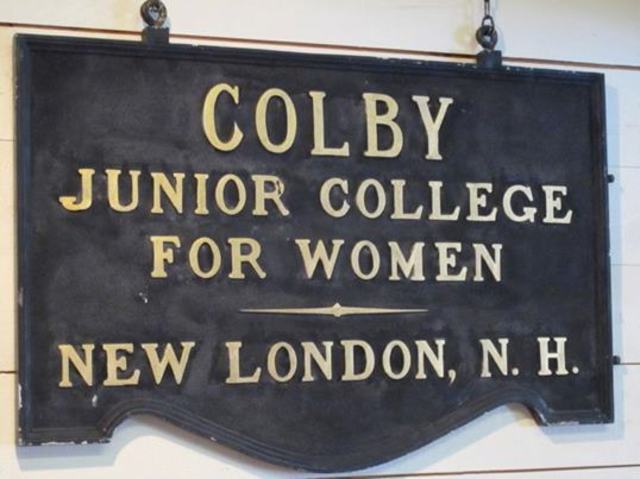 COLBY
JUNIOR COLLEGE
FOR WOMEN
NEW LONDON, N. H.